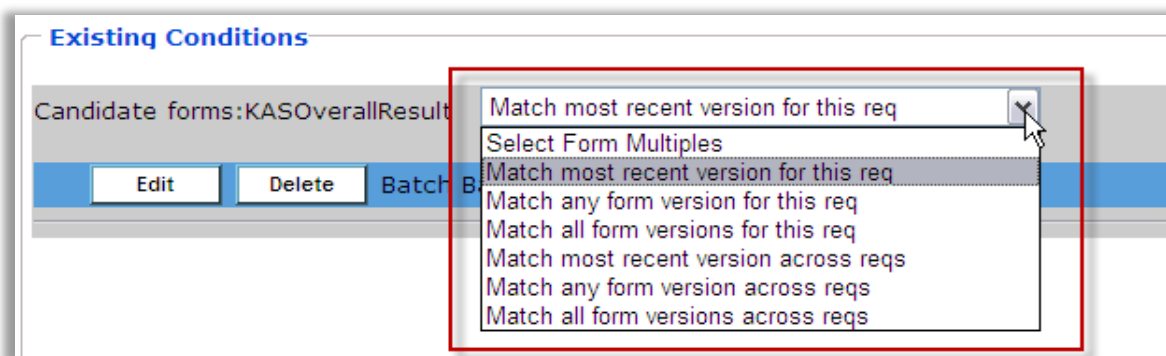 Existing Conditions
Candidate forms:KASOverallResult
Match most recent version for this req
Select Form Multiples
Match most recent version for this req
Match any form version for this req
Match all form versions for this req
Match most recent version across reqs
Match any form version across reqs
Match all form versions across reqs
Edit Delete Batch